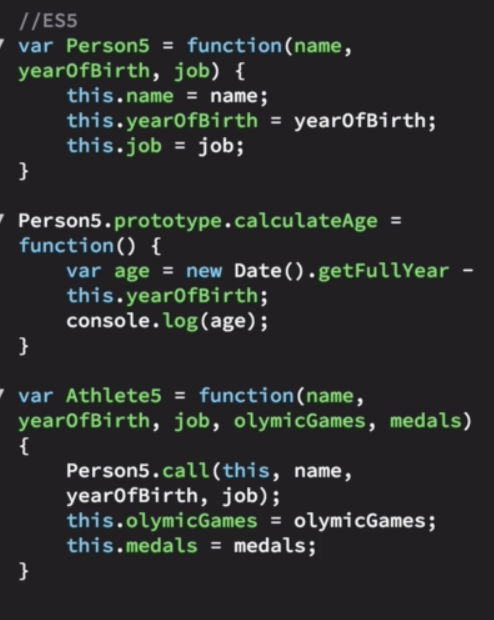 //ES5
var Person5 = function(name,
yearOfBirth, job) {
    this.name = name;
    this.yearOfBirth = yearOfBirth;
    this.job = job;
}
Person5.prototype.calculateAge =
function() {
    var age = new Date().getFullYear -
    this.yearOfBirth;
    console.log(age);
}
var Athlete5 = function(name,
yearOfBirth, job, olymicGames, medals)
{
    Person5.call(this, name,
    yearOfBirth, job);
    this.olymicGames = olymicGames;
    this.medals = medals;
}